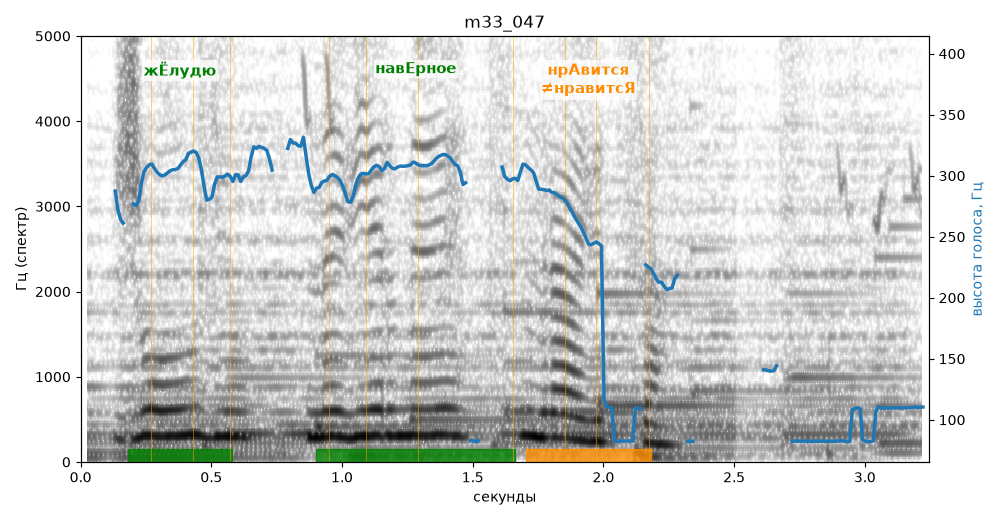 m33_047
жЁлудю
навЕрное
нрАвится
≠нравитсЯ
Гц (спектр)
5000
4000
3000
2000
1000
0
400
350
300
250
200
150
100
высота голоса, Гц
0.0 0.5 1.0 1.5 2.0 2.5 3.0
секунды